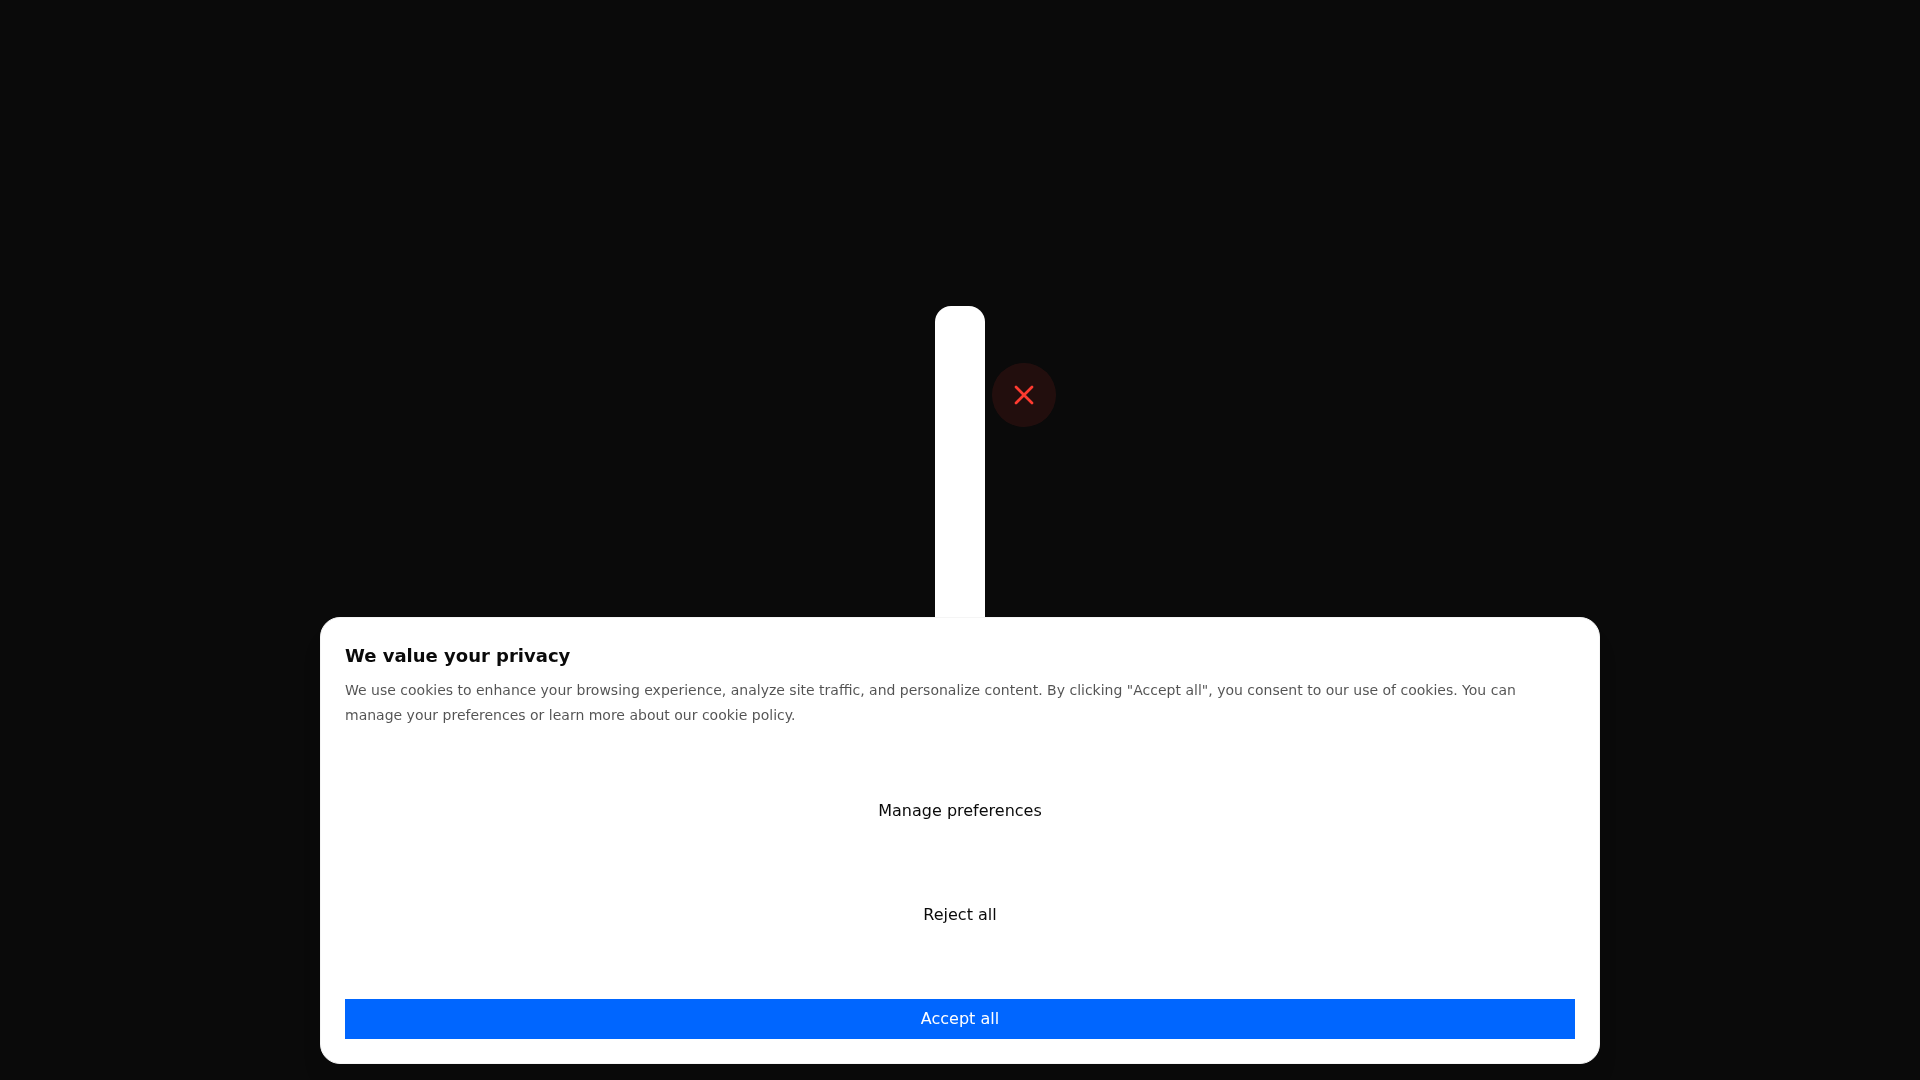 We value your privacy
We use cookies to enhance your browsing experience, analyze site traffic, and personalize content. By clicking "Accept all", you consent to our use of cookies. You can
manage your preferences or learn more about our cookie policy.
Manage preferences
Reject all
Accept all